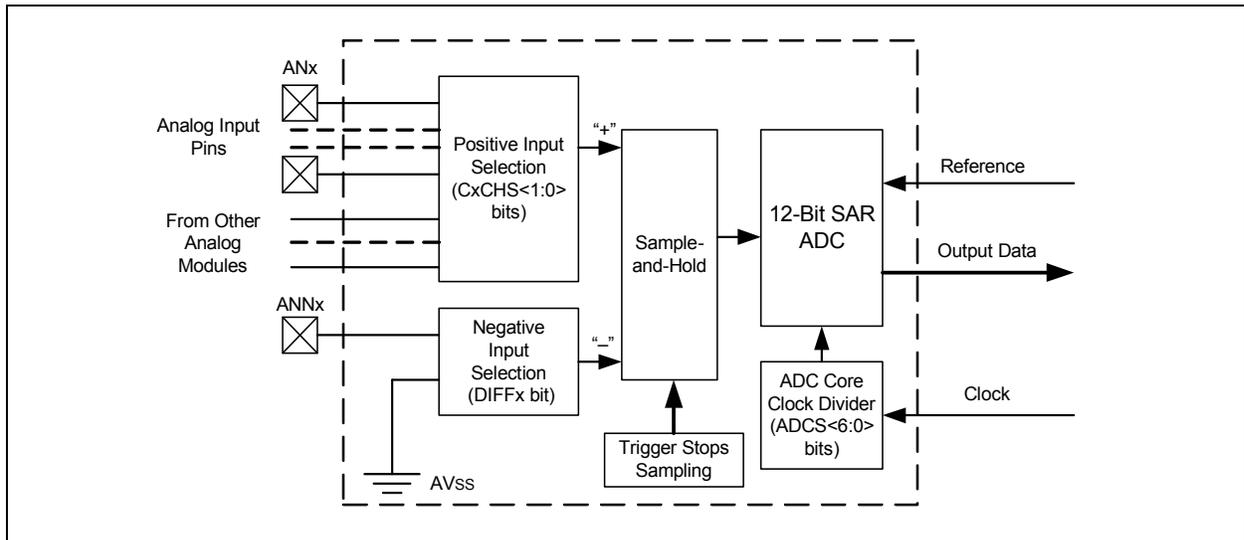 ANx
Analog Input
Pins
From Other
Analog
Modules
ANNx
Positive Input
Selection
(CxCHS<1:0>
bits)
“+”
Negative
Input
Selection
(DIFFx bit)
“–”
AVSS
Sample-
and-Hold
Trigger Stops
Sampling
12-Bit SAR
ADC
ADC Core
Clock Divider
(ADCS<6:0>
bits)
Reference
Output Data
Clock